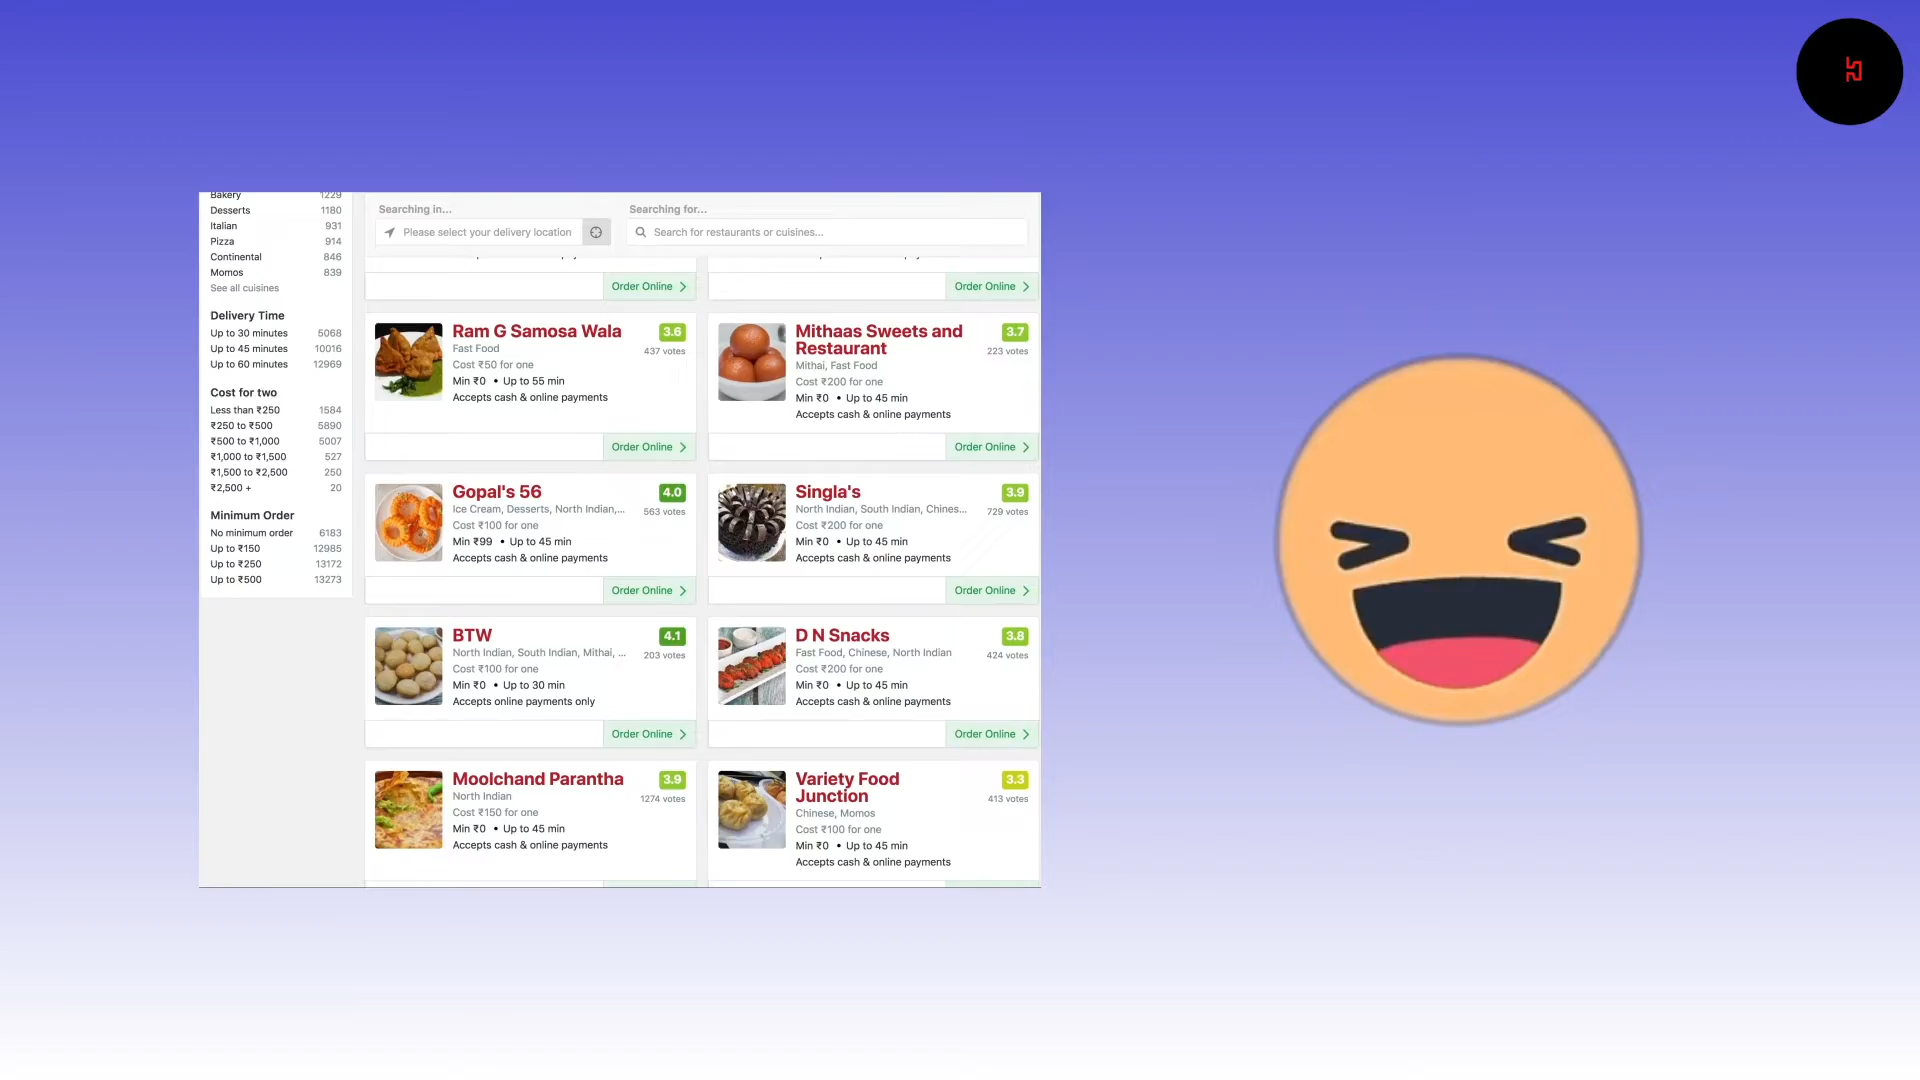 Bakery 1229
Desserts 1180
Italian 931
Pizza 914
Continental 846
Momos 839
See all cuisines
Delivery Time
Up to 30 minutes 5068
Up to 45 minutes 10016
Up to 60 minutes 12969
Cost for two
Less than ₹250 1584
₹250 to ₹500 5890
₹500 to ₹1,000 5007
₹1,000 to ₹1,500 527
₹1,500 to ₹2,500 250
₹2,500 + 20
Minimum Order
No minimum order 6183
Up to ₹150 12985
Up to ₹250 13172
Up to ₹500 13273
Searching in...
Please select your delivery location
Searching for...
Search for restaurants or cuisines...
Order Online
Order Online
Ram G Samosa Wala 3.6
Fast Food 437 votes
Cost ₹50 for one
Min ₹0 • Up to 55 min
Accepts cash & online payments
Order Online
Mithaas Sweets and 3.7
Restaurant 223 votes
Mithai, Fast Food
Cost ₹200 for one
Min ₹0 • Up to 45 min
Accepts cash & online payments
Order Online
Gopal's 56 4.0
Ice Cream, Desserts, North Indian,... 563 votes
Cost ₹100 for one
Min ₹99 • Up to 45 min
Accepts cash & online payments
Order Online
Singla's 3.9
North Indian, South Indian, Chines... 729 votes
Cost ₹200 for one
Min ₹0 • Up to 45 min
Accepts cash & online payments
Order Online
BTW 4.1
North Indian, South Indian, Mithai, ... 203 votes
Cost ₹100 for one
Min ₹0 • Up to 30 min
Accepts online payments only
Order Online
D N Snacks 3.8
Fast Food, Chinese, North Indian 424 votes
Cost ₹200 for one
Min ₹0 • Up to 45 min
Accepts cash & online payments
Order Online
Moolchand Parantha 3.9
North Indian 1274 votes
Cost ₹150 for one
Min ₹0 • Up to 45 min
Accepts cash & online payments
Variety Food 3.3
Junction 413 votes
Chinese, Momos
Cost ₹100 for one
Min ₹0 • Up to 45 min
Accepts cash & online payments